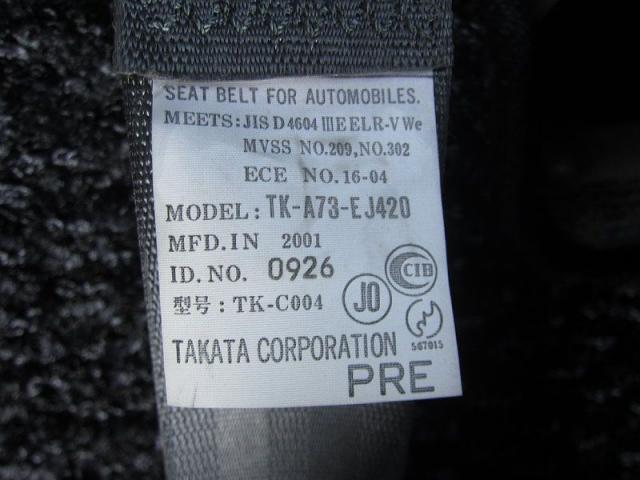 SEAT BELT FOR AUTOMOBILES.
MEETS: JIS D 4604 ⅢE ELR-V We
MVSS NO. 209, NO. 302
ECE NO. 16-04
MODEL: TK-A73-EJ420
MFD. IN 2001
ID. NO. 0926
CIB
型号: TK-C004
JO
TAKATA CORPORATION
567015
PRE